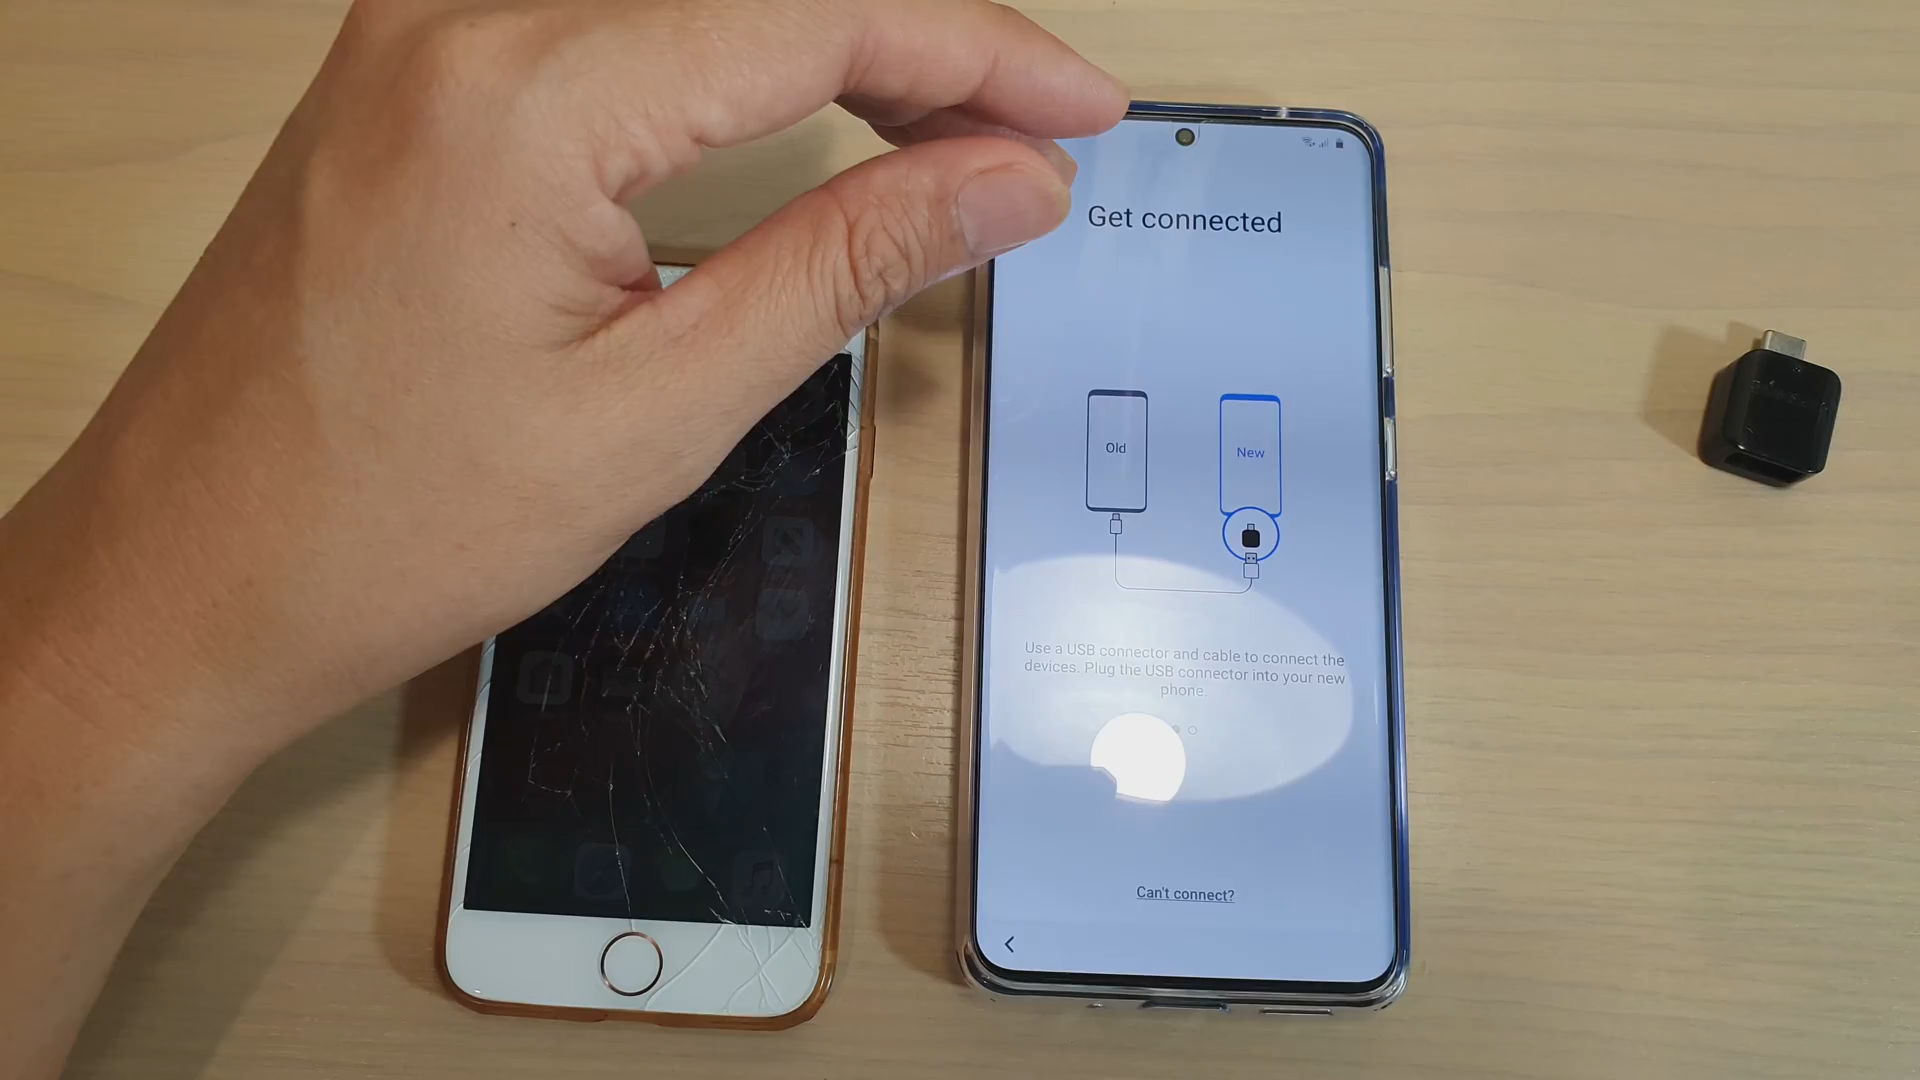 Get connected
Old
New
Use a USB connector and cable to connect the
devices. Plug the USB connector into your new
phone.
Can't connect?